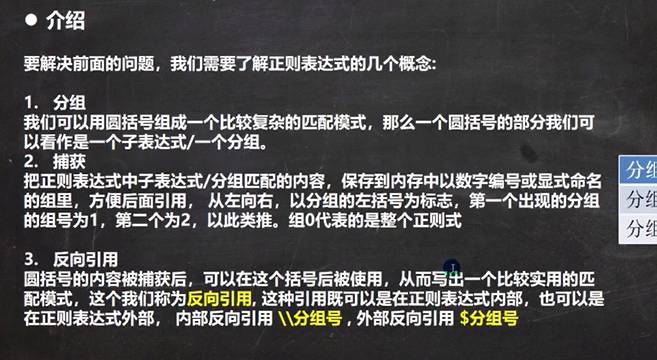 ● 介绍
要解决前面的问题，我们需要了解正则表达式的几个概念:
1. 分组
我们可以用圆括号组成一个比较复杂的匹配模式，那么一个圆括号的部分我们可
以看作是一个子表达式/一个分组。
2. 捕获
把正则表达式中子表达式/分组匹配的内容，保存到内存中以数字编号或显式命名
的组里，方便后面引用， 从左向右，以分组的左括号为标志，第一个出现的分组
的组号为1，第二个为2，以此类推。组0代表的是整个正则式
3. 反向引用
圆括号的内容被捕获后，可以在这个括号后被使用，从而写出一个比较实用的匹
配模式，这个我们称为反向引用, 这种引用既可以是在正则表达式内部，也可以是
在正则表达式外部， 内部反向引用 \\分组号 , 外部反向引用 $分组号
分组
分组
分组